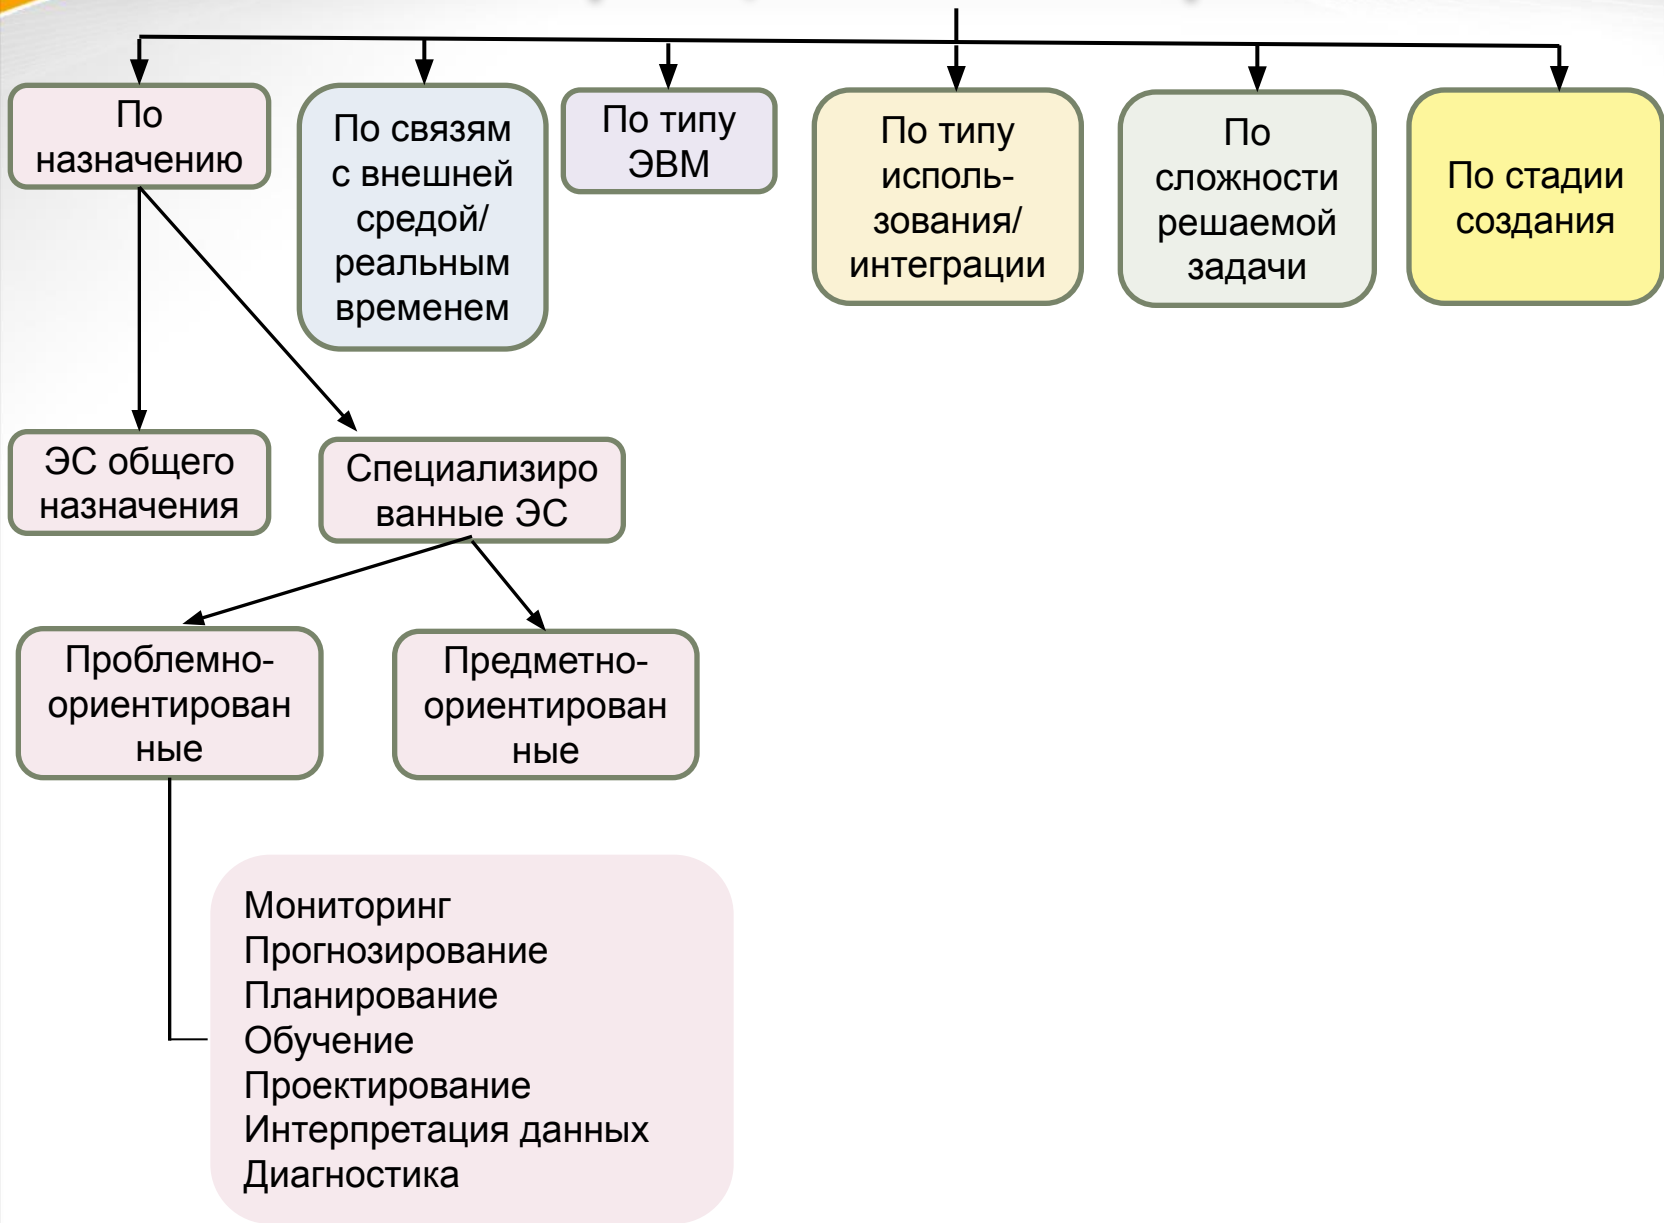 По
назначению
По связям
с внешней
средой/
реальным
временем
По типу
ЭВМ
По типу
исполь-
зования/
интеграции
По
сложности
решаемой
задачи
По стадии
создания
ЭС общего
назначения
Специализиро
ванные ЭС
Проблемно-
ориентирован
ные
Предметно-
ориентирован
ные
Мониторинг
Прогнозирование
Планирование
Обучение
Проектирование
Интерпретация данных
Диагностика